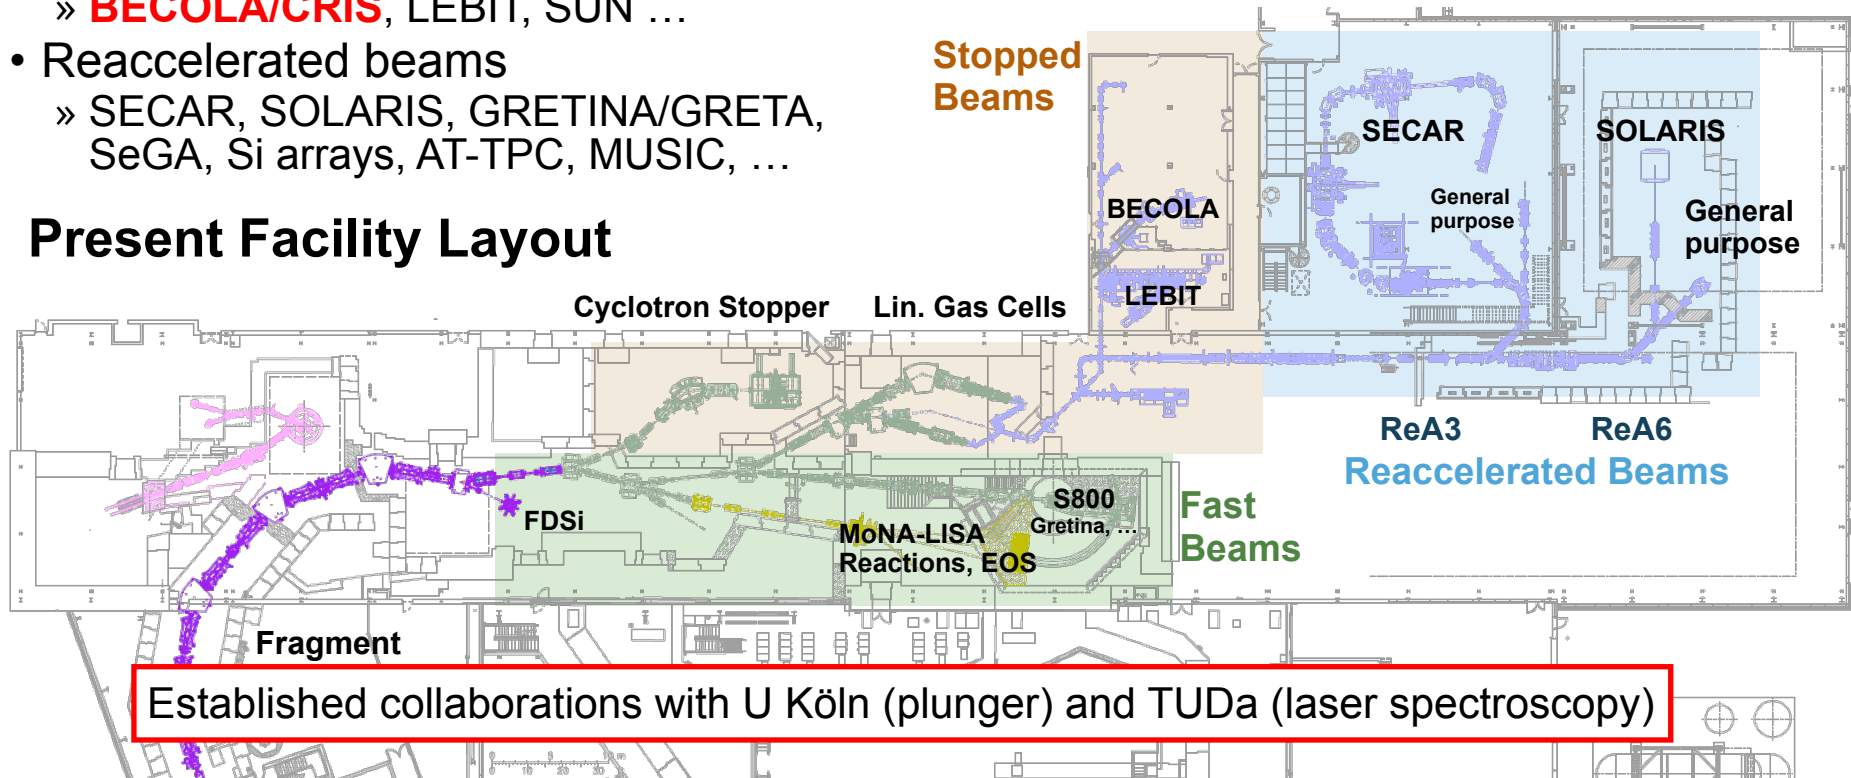 » BECOLA/CRIS, LEBIT, SUN …
• Reaccelerated beams
» SECAR, SOLARIS, GRETINA/GRETA,
SeGA, Si arrays, AT-TPC, MUSIC, …
Present Facility Layout
Stopped
Beams
SECAR
SOLARIS
BECOLA
General
purpose
General
purpose
LEBIT
Cyclotron Stopper
Lin. Gas Cells
ReA3
ReA6
Reaccelerated Beams
FDSi
S800
Gretina, …
MoNA-LISA
Reactions, EOS
Fast
Beams
Fragment
Established collaborations with U Köln (plunger) and TUDa (laser spectroscopy)